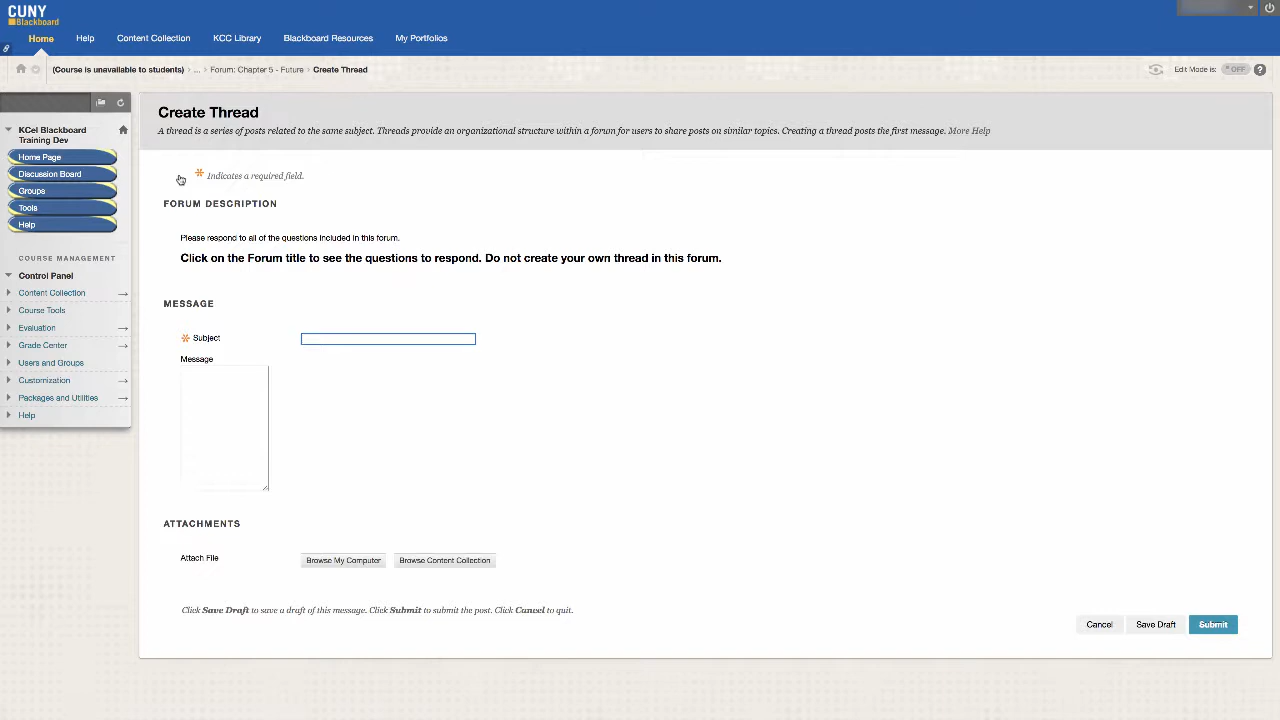 CUNY
Blackboard
Home Help Content Collection KCC Library Blackboard Resources My Portfolios
(Course is unavailable to students) › ... › Forum: Chapter 5 - Future › Create Thread
Edit Mode is: OFF ?
KCeI Blackboard
Training Dev
Home Page
Discussion Board
Groups
Tools
Help
COURSE MANAGEMENT
Control Panel
Content Collection
Course Tools
Evaluation
Grade Center
Users and Groups
Customization
Packages and Utilities
Help
Create Thread
A thread is a series of posts related to the same subject. Threads provide an organizational structure within a forum for users to share posts on similar topics. Creating a thread posts the first message. More Help
* Indicates a required field.
FORUM DESCRIPTION
Please respond to all of the questions included in this forum.
Click on the Forum title to see the questions to respond. Do not create your own thread in this forum.
MESSAGE
* Subject
Message
ATTACHMENTS
Attach File Browse My Computer Browse Content Collection
Click Save Draft to save a draft of this message. Click Submit to submit the post. Click Cancel to quit.
Cancel Save Draft Submit